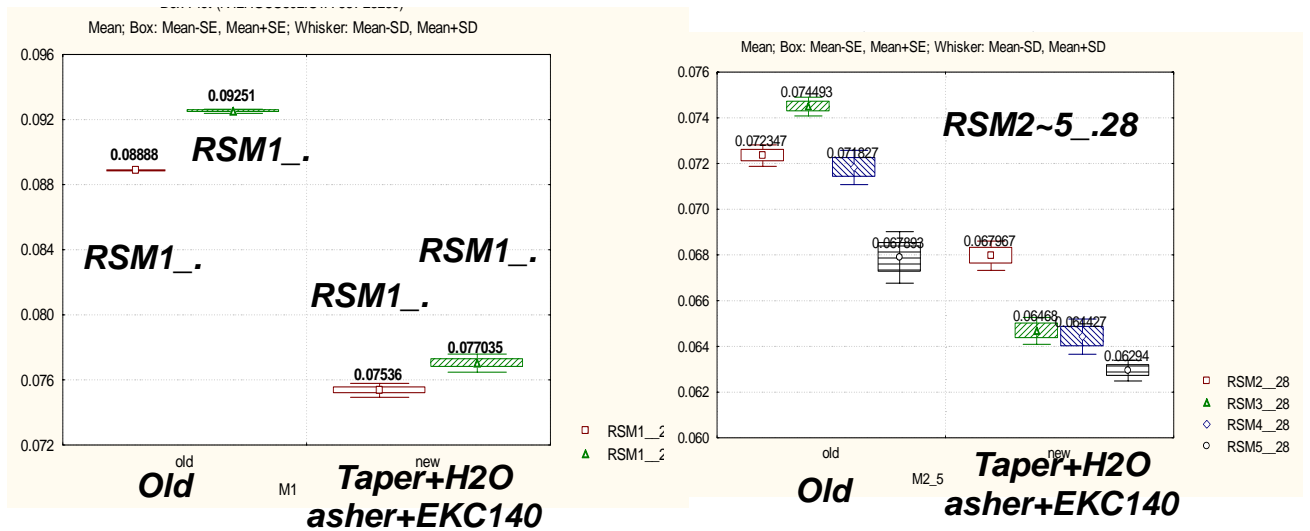 Mean; Box: Mean-SE, Mean+SE; Whisker: Mean-SD, Mean+SD
0.096
0.092
0.088
0.084
0.080
0.076
0.072
0.09251
0.08888
RSM1_.
RSM1_.
RSM1_.
RSM1_.
0.077035
0.07536
RSM1__2
RSM1__2
old
Old
M1
Taper+H2O
asher+EKC140
Mean; Box: Mean-SE, Mean+SE; Whisker: Mean-SD, Mean+SD
0.076
0.074
0.072
0.070
0.068
0.066
0.064
0.062
0.060
0.074493
RSM2~5_.28
0.072347
0.071827
0.067893
0.067967
0.06468
0.064427
0.06294
RSM2__28
RSM3__28
RSM4__28
RSM5__28
old
new
Old
M2_5
Taper+H2O
asher+EKC140